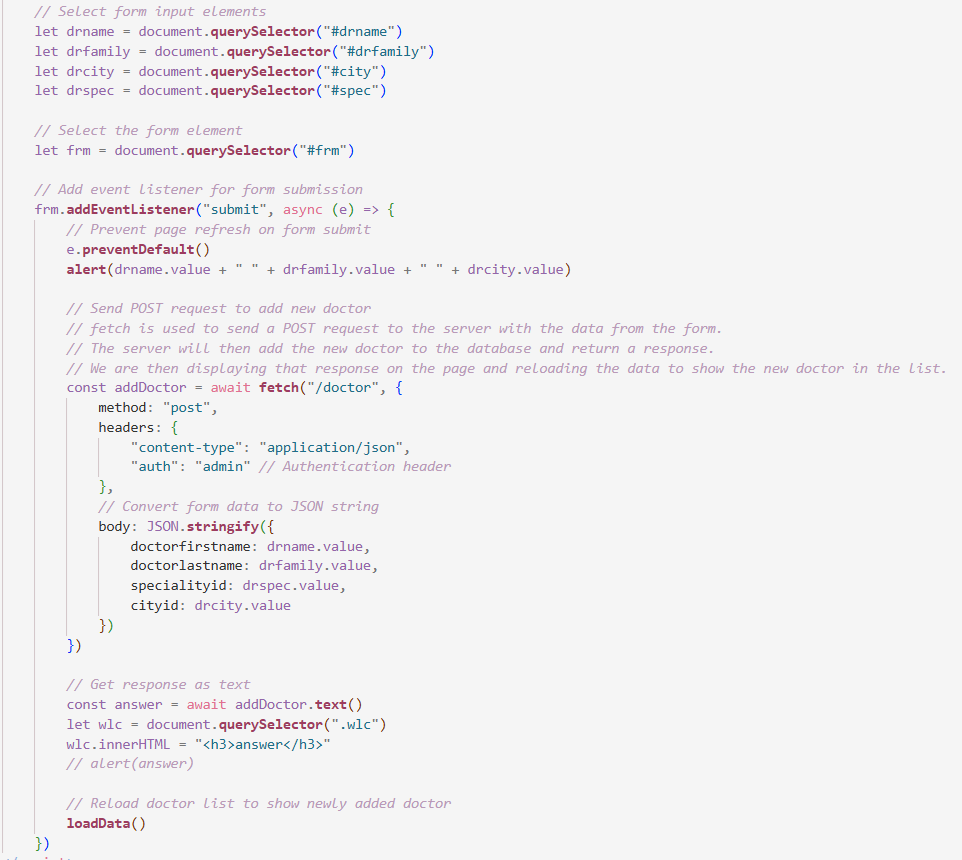 // Select form input elements
let drname = document.querySelector("#drname")
let drfamily = document.querySelector("#drfamily")
let drcity = document.querySelector("#city")
let drspec = document.querySelector("#spec")
// Select the form element
let frm = document.querySelector("#frm")
// Add event listener for form submission
frm.addEventListener("submit", async (e) => {
// Prevent page refresh on form submit
e.preventDefault()
alert(drname.value + " " + drfamily.value + " " + drcity.value)
// Send POST request to add new doctor
// fetch is used to send a POST request to the server with the data from the form.
// The server will then add the new doctor to the database and return a response.
// We are then displaying that response on the page and reloading the data to show the new doctor in the list.
const addDoctor = await fetch("/doctor", {
method: "post",
headers: {
"content-type": "application/json",
"auth": "admin" // Authentication header
},
// Convert form data to JSON string
body: JSON.stringify({
doctorfirstname: drname.value,
doctorlastname: drfamily.value,
specialityid: drspec.value,
cityid: drcity.value
})
})
// Get response as text
const answer = await addDoctor.text()
let wlc = document.querySelector(".wlc")
wlc.innerHTML = "<h3>answer</h3>"
// alert(answer)
// Reload doctor list to show newly added doctor
loadData()
})